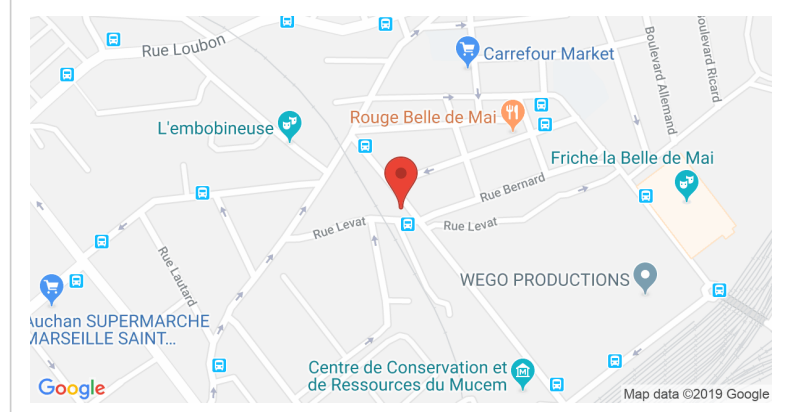 Rue Loubon
Carrefour Market
Boulevard Allemand
oulevard Ricard
Rouge Belle de Mai
L'embobineuse
Friche la Belle de Mai
Rue Bernard
Rue Levat
Rue Levat
Rue Lautard
WEGO PRODUCTIONS
Auchan SUPERMARCHE
MARSEILLE SAINT...
Centre de Conservation et
de Ressources du Mucem
Google
Map data ©2019 Google